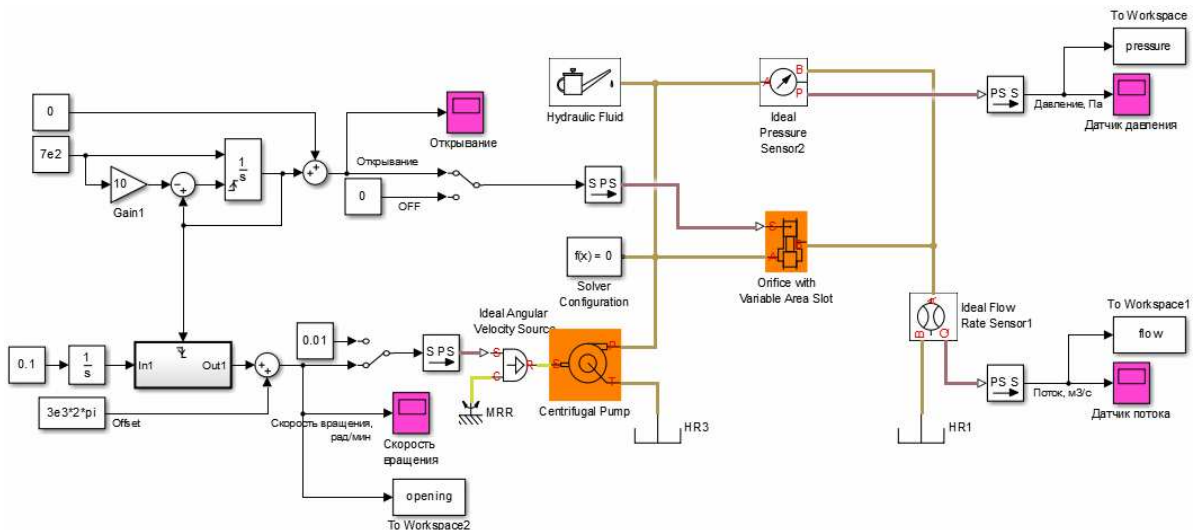 To Workspace
pressure
PS S
Давление, Па
Датчик давления
B
A
P
Ideal
Pressure
Sensor2
Hydraulic Fluid
0
7e2
10
Gain1
1
s
Открывание
Открывание
0
OFF
S PS
f(x) = 0
Solver
Configuration
S
A
B
Orifice with
Variable Area Slot
A
B
Q
Ideal Flow
Rate Sensor1
To Workspace1
flow
PS S
Поток, м3/с
Датчик потока
HR1
0.1
1
s
In1
Out1
3e3*2*pi
Offset
0.01
S PS
Ideal Angular
Velocity Source
S
R
C
MRR
S
P
T
Centrifugal Pump
HR3
Скорость вращения,
рад/мин
Скорость
вращения
opening
To Workspace2